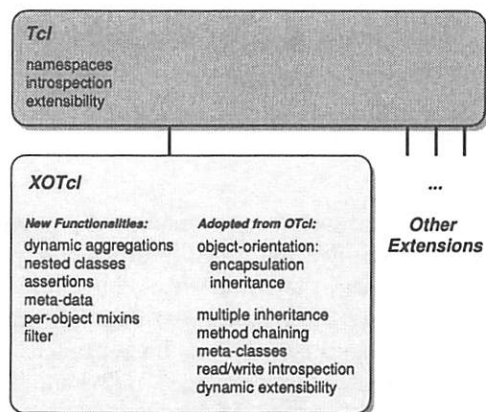 Tcl
namespaces
introspection
extensibility
XOTcl
New Functionalities:
dynamic aggregations
nested classes
assertions
meta-data
per-object mixins
filter
Adopted from OTcl:
object-orientation:
encapsulation
inheritance
multiple inheritance
method chaining
meta-classes
read/write introspection
dynamic extensibility
...
Other
Extensions